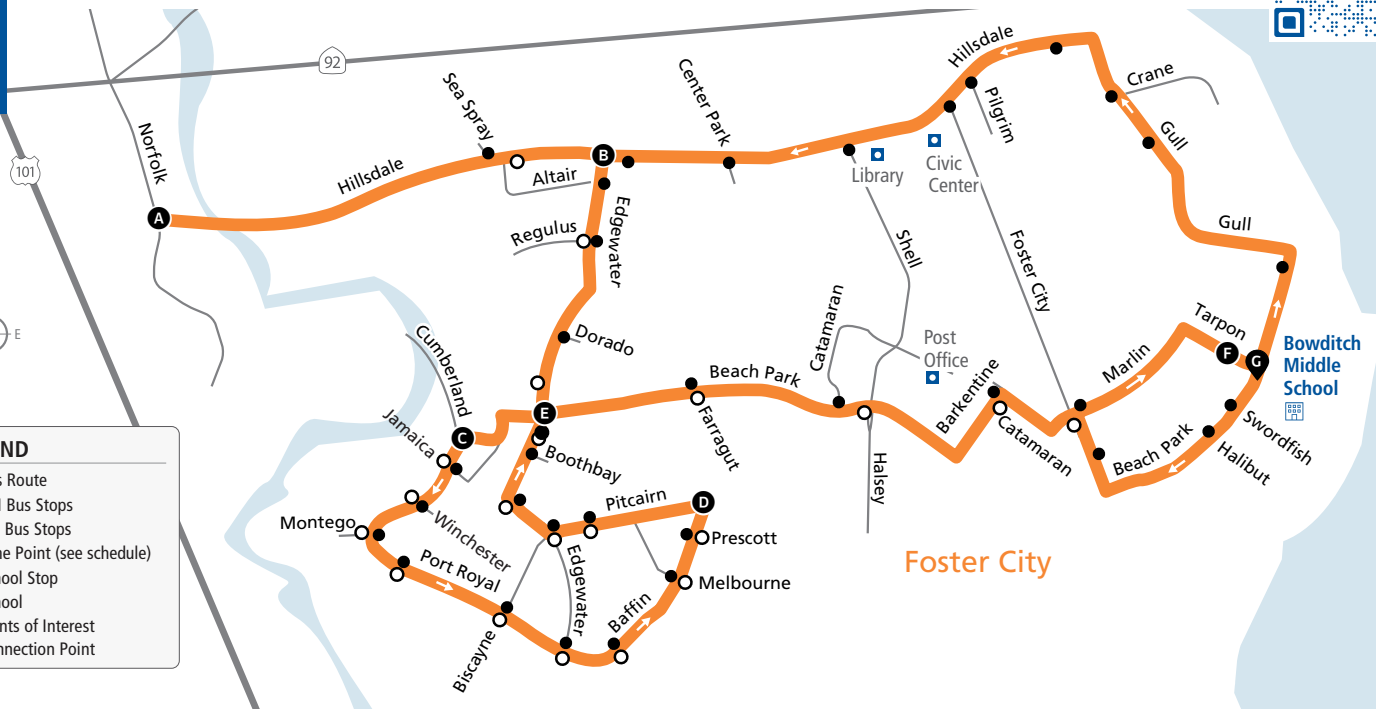 92
101
Norfolk
Hillsdale
A
Sea Spray
Altair
B
Center Park
Edgewater
Regulus
Dorado
Hillsdale
Pilgrim
Crane
Gull
Gull
Library
Civic
Center
Shell
Foster City
Catamaran
Post
Office
Tarpon
F
G
Bowditch
Middle
School
Swordfish
Halibut
Beach Park
Marlin
Barkentine
Catamaran
Halsey
Beach Park
Farragut
E
E
Cumberland
C
Jamaica
Boothbay
Pitcairn
D
Prescott
Melbourne
Baffin
Edgewater
Biscayne
Port Royal
Winchester
Montego
Foster City
ND
s Route
l Bus Stops
Bus Stops
ne Point (see schedule)
hool Stop
hool
nts of Interest
nnection Point